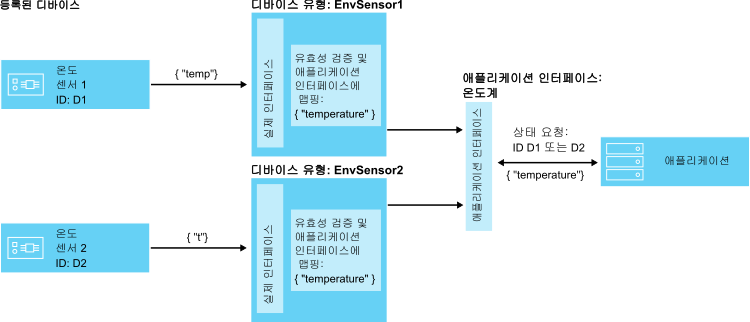 등록된 디바이스
온도
센서 1
ID: D1
{ "temp"}
디바이스 유형: EnvSensor1
실제 인터페이스
유효성 검증 및
애플리케이션
인터페이스에
맵핑:
{ "temperature" }
온도
센서 2
ID: D2
{ "t"}
디바이스 유형: EnvSensor2
실제 인터페이스
유효성 검증 및
애플리케이션
인터페이스에
맵핑:
{ "temperature" }
애플리케이션 인터페이스:
온도계
애플리케이션 인터페이스
상태 요청:
ID D1 또는 D2
{ "temperature"}
애플리케이션